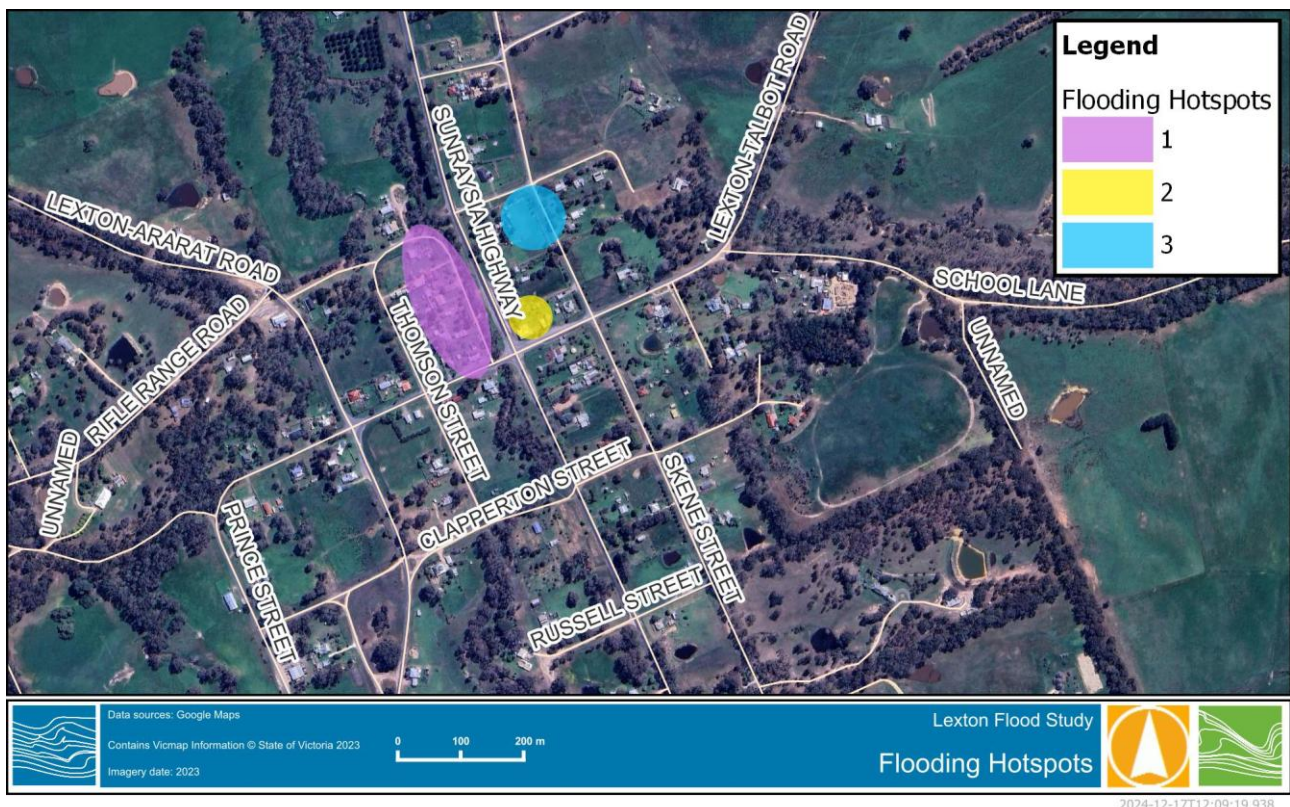 Legend
Flooding Hotspots
1
2
3
LEXTON-TALBOT ROAD
SUNRAYSIA HIGHWAY
LEXTON-ARARAT ROAD
SCHOOL LANE
UNNAMED
RIFLE RANGE ROAD
THOMSON STREET
UNNAMED
CLAPPERTON STREET
SKENE STREET
PRINCE STREET
RUSSELL STREET
Data sources: Google Maps
Contains Vicmap Information © State of Victoria 2023
Imagery date: 2023
0 100 200 m
Lexton Flood Study
Flooding Hotspots
2024-12-17T12:09:19.938